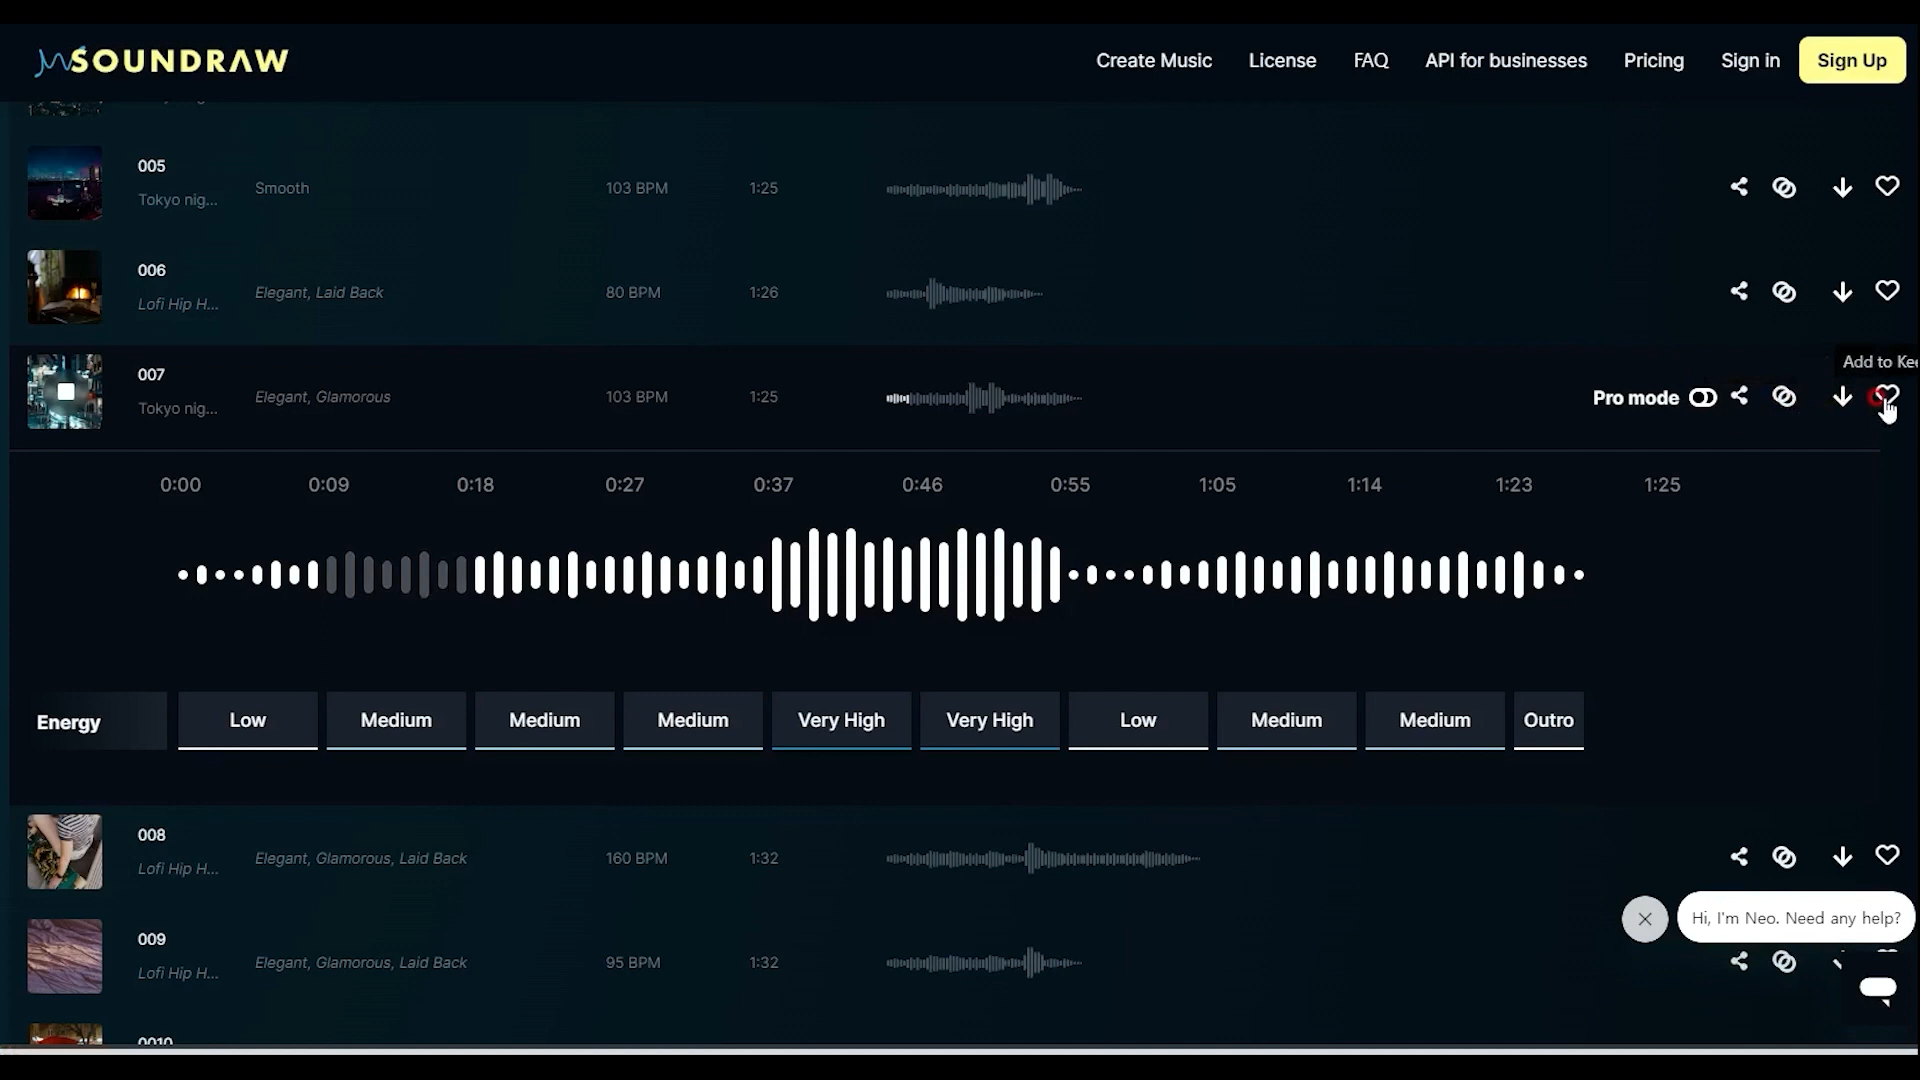 SOUNDRAW
Create Music License FAQ API for businesses Pricing Sign in Sign Up
005
Tokyo nig... Smooth 103 BPM 1:25
006
Lofi Hip H... Elegant, Laid Back 80 BPM 1:26
Add to Kee
007
Tokyo nig... Elegant, Glamorous 103 BPM 1:25 Pro mode
0:00 0:09 0:18 0:27 0:37 0:46 0:55 1:05 1:14 1:23 1:25
Energy Low Medium Medium Medium Very High Very High Low Medium Medium Outro
008
Lofi Hip H... Elegant, Glamorous, Laid Back 160 BPM 1:32
Hi, I'm Neo. Need any help?
009
Lofi Hip H... Elegant, Glamorous, Laid Back 95 BPM 1:32
0010